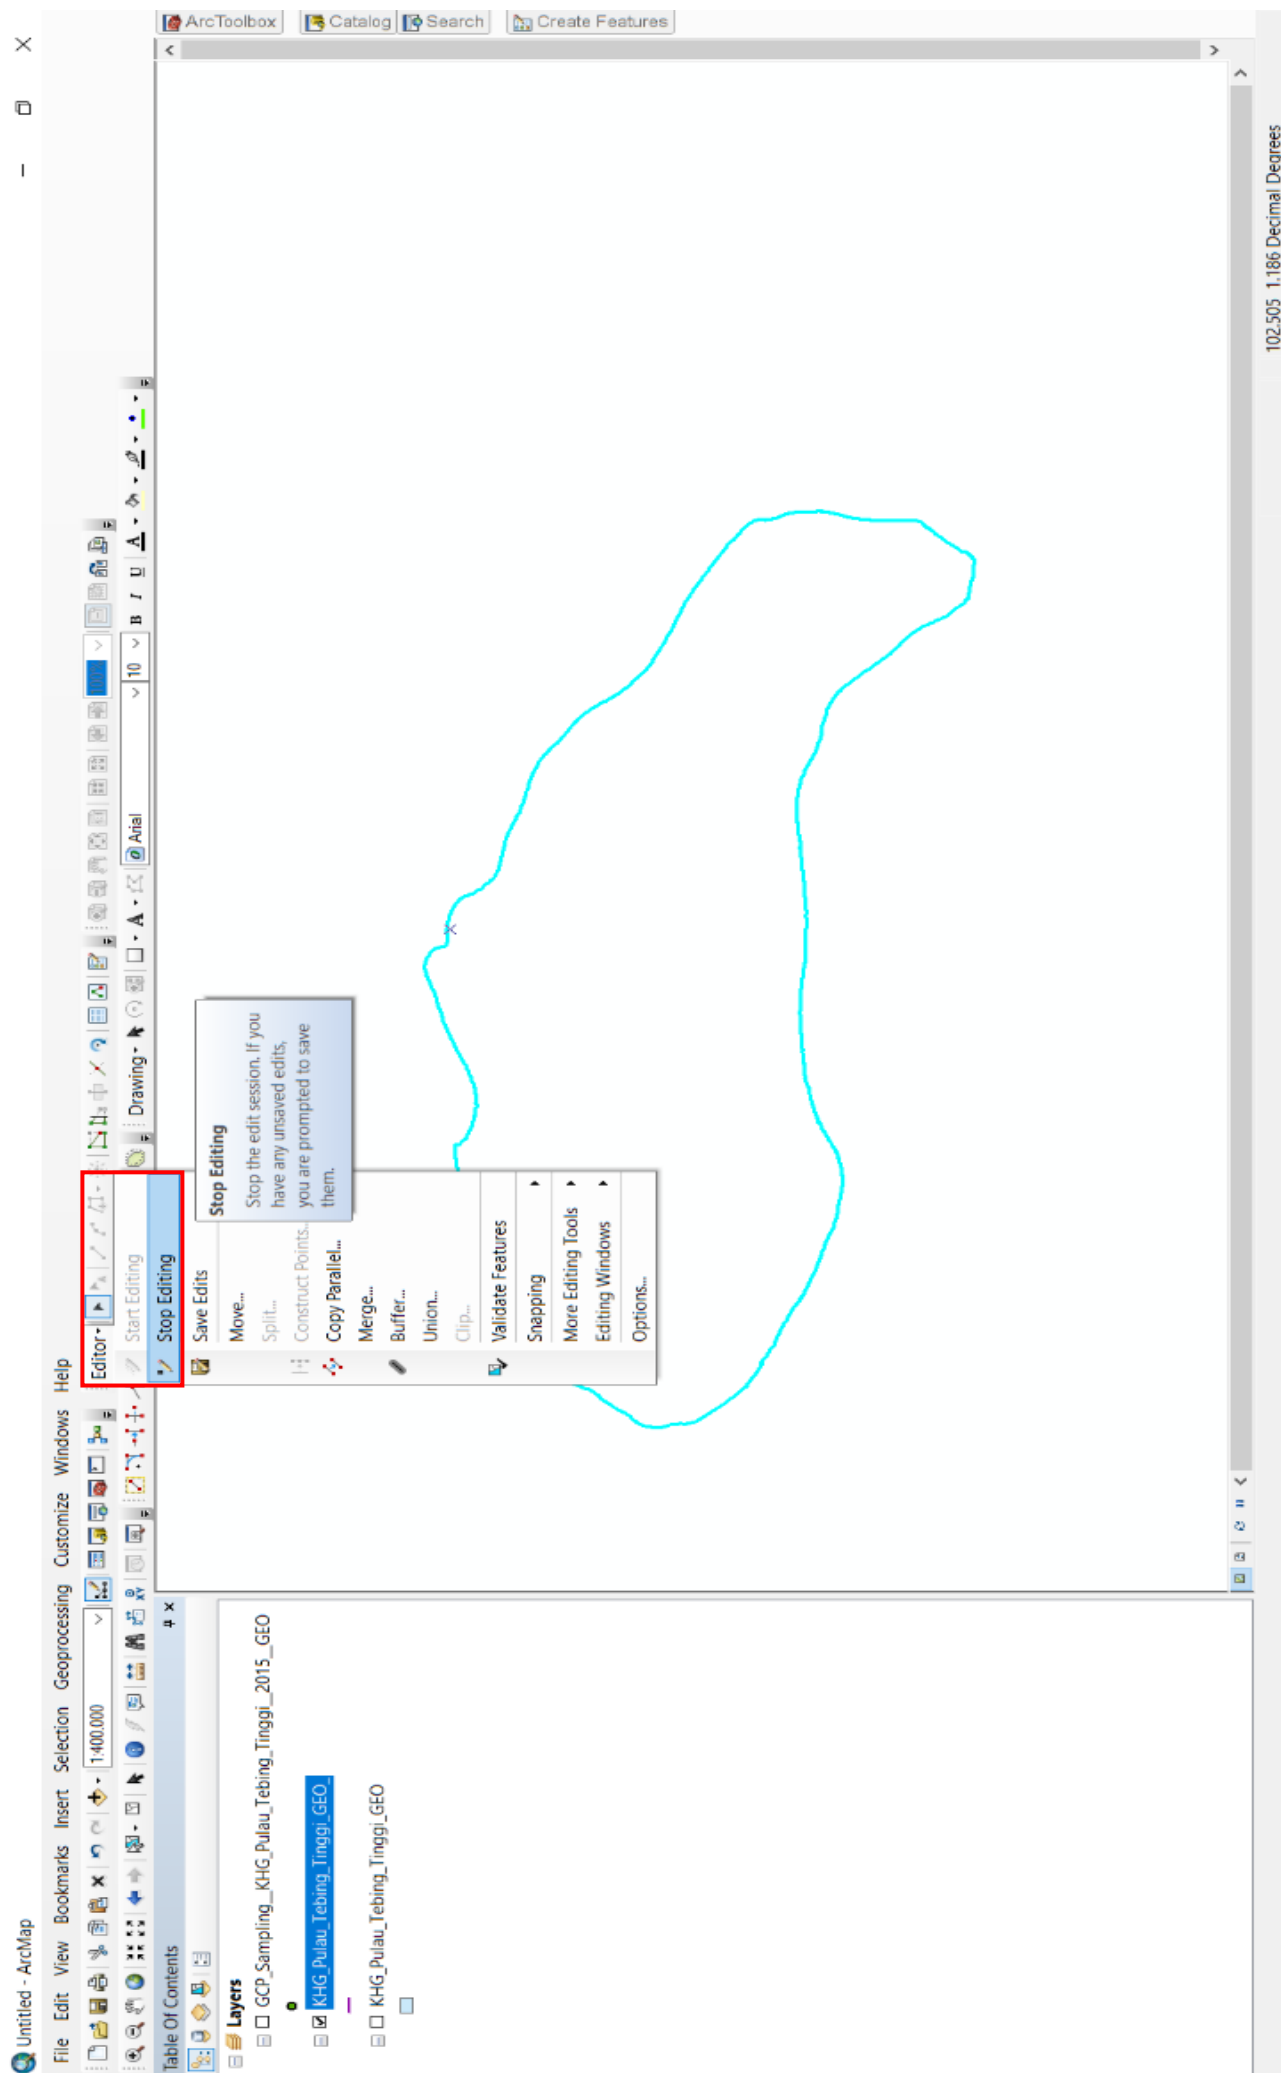 Untitled - ArcMap
File Edit View Bookmarks Insert Selection Geoprocessing Customize Windows Help
1:400.000
Editor
Drawing
A
Arial
10
B I U A
Start Editing
Stop Editing
Save Edits
Move...
Split...
Construct Points...
Copy Parallel...
Merge...
Buffer...
Union...
Clip...
Validate Features
Snapping
More Editing Tools
Editing Windows
Options...
Stop Editing
Stop the edit session. If you
have any unsaved edits,
you are prompted to save
them.
Table Of Contents
Layers
GCP_Sampling__KHG_Pulau_Tebing_Tinggi__2015__GEO
KHG_Pulau_Tebing_Tinggi_GEO_
KHG_Pulau_Tebing_Tinggi_GEO
ArcToolbox
Catalog
Search
Create Features
102.505 1.186 Decimal Degrees